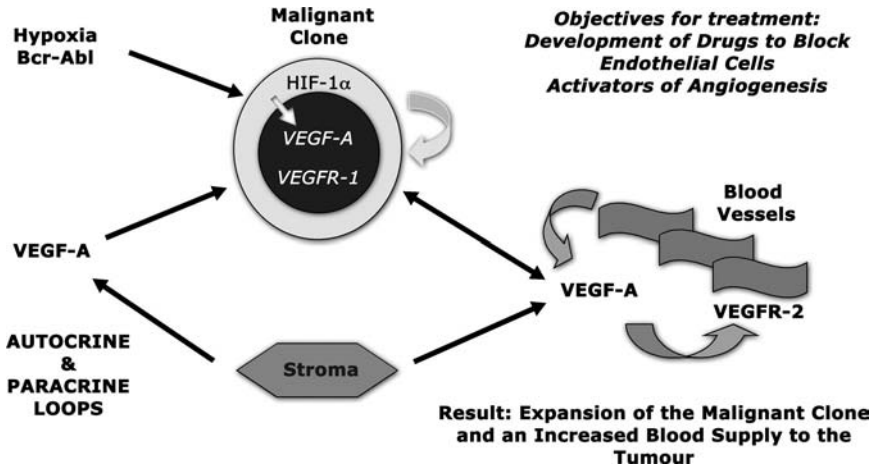 Hypoxia
Bcr-Abl
Malignant
Clone
Objectives for treatment:
Development of Drugs to Block
Endothelial Cells
Activators of Angiogenesis
HIF-1α
VEGF-A
VEGFR-1
Blood
Vessels
VEGF-A
VEGF-A
VEGFR-2
AUTOCRINE
&
PARACRINE
LOOPS
Stroma
Result: Expansion of the Malignant Clone
and an Increased Blood Supply to the
Tumour